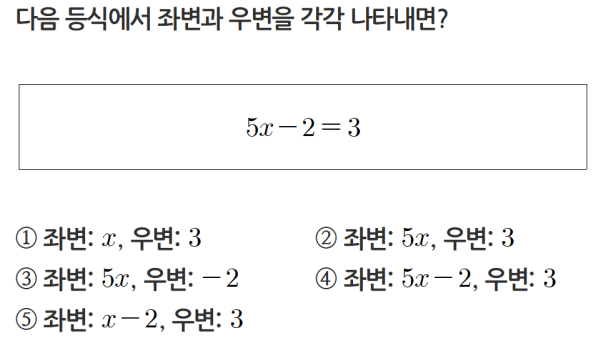 다음 등식에서 좌변과 우변을 각각 나타내면?
5x－2＝3
① 좌변: x, 우변: 3 ② 좌변: 5x, 우변: 3
③ 좌변: 5x, 우변: －2 ④ 좌변: 5x－2, 우변: 3
⑤ 좌변: x－2, 우변: 3